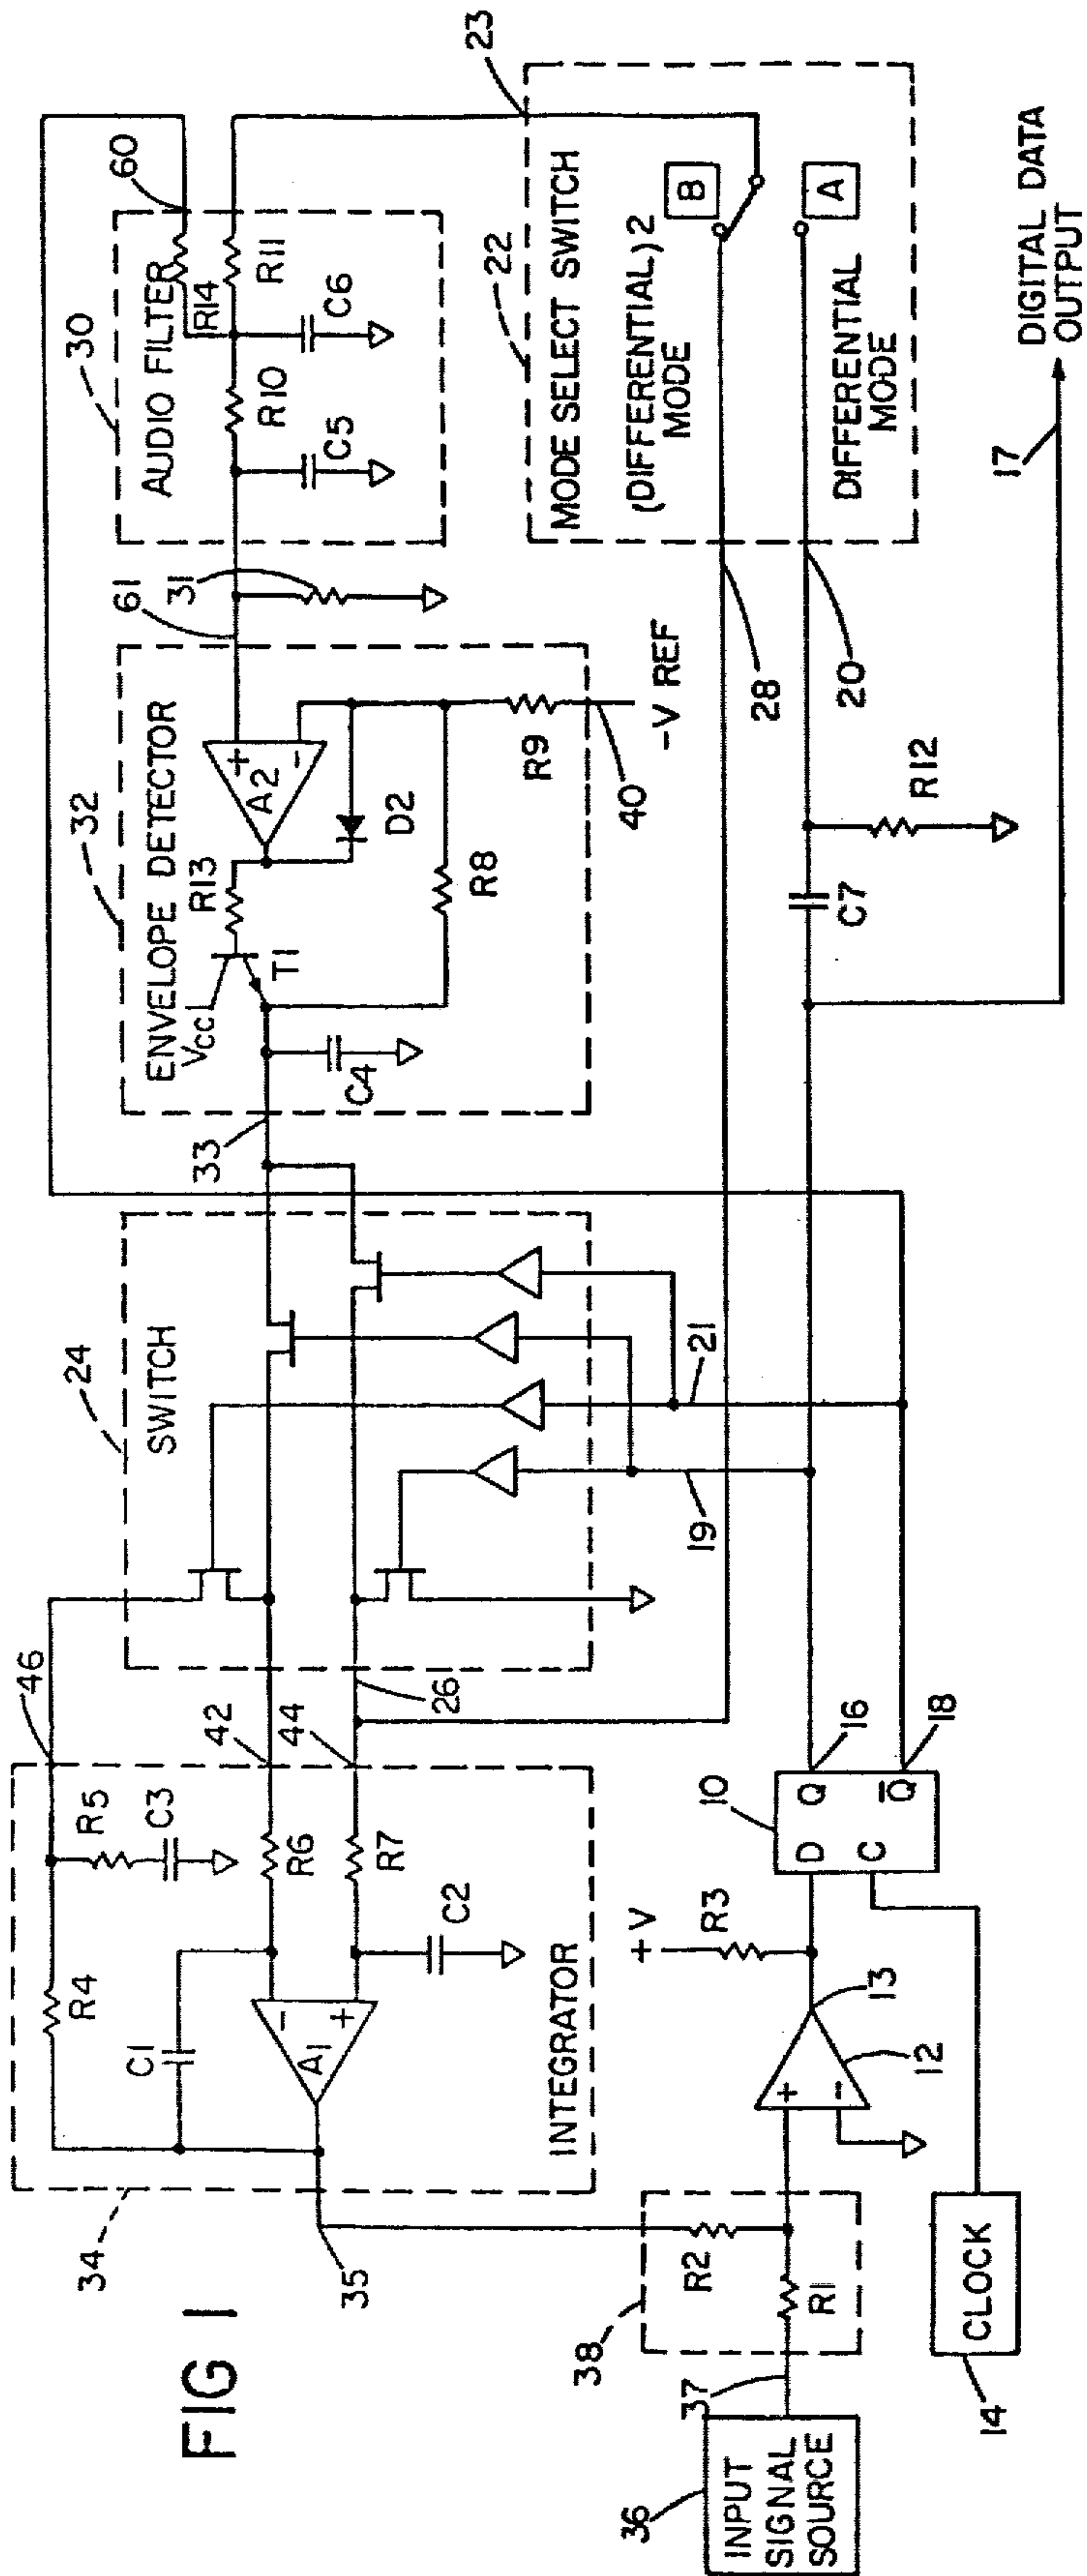 FIG 1
34
46
24
SWITCH
33
32
ENVELOPE DETECTOR
VCC
T1
R13
A2
+
-
D2
R8
R9
C4
40
-V REF
61
31
30
AUDIO FILTER
60
R14
R10
R11
C5
C6
23
22
MODE SELECT SWITCH
(DIFFERENTIAL)2
MODE
B
A
DIFFERENTIAL
MODE
R4
R5
C3
C1
R6
R7
A1
-
+
C2
INTEGRATOR
42
44
26
35
19
21
28
20
C7
R12
17
DIGITAL DATA
OUTPUT
38
R2
R1
36
INPUT
SIGNAL
SOURCE
37
+
-
12
13
+V
R3
10
D
Q
C
Q̅
16
18
CLOCK
14